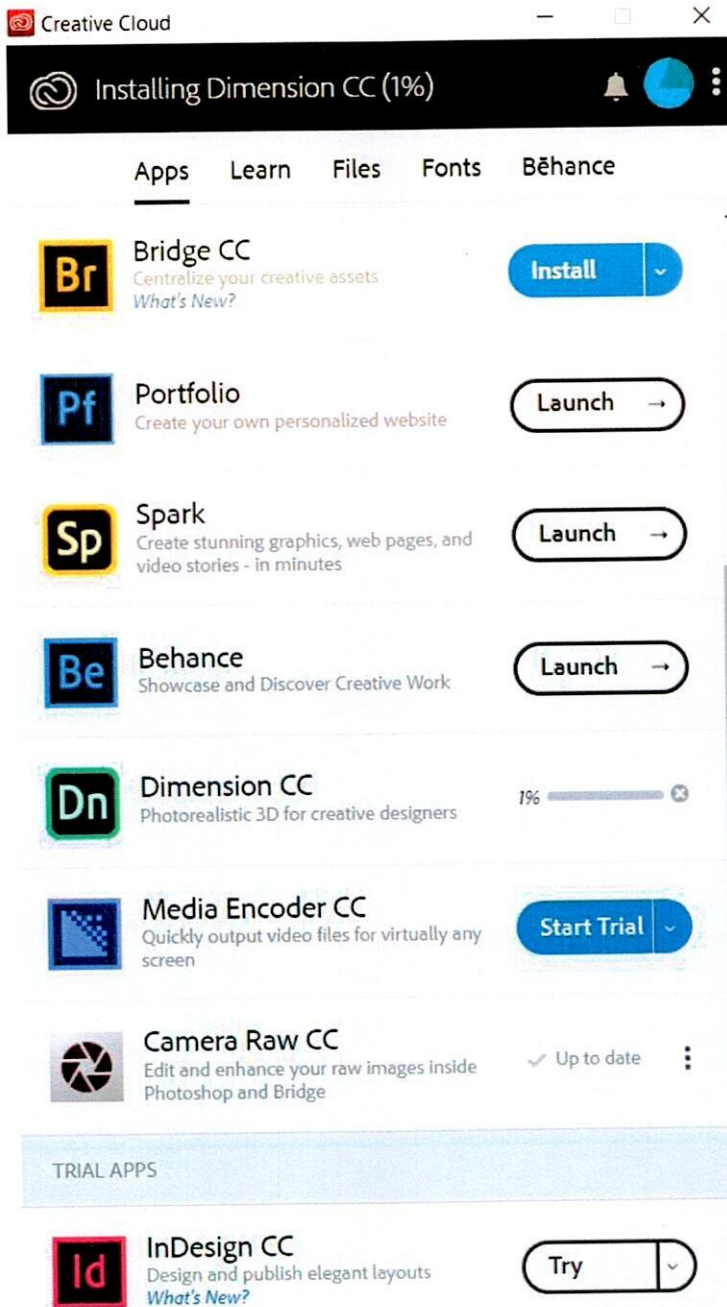 Creative Cloud
Installing Dimension CC (1%)
Apps Learn Files Fonts Bēhance
Br
Bridge CC
Centralize your creative assets
What's New?
Install
Pf
Portfolio
Create your own personalized website
Launch →
Sp
Spark
Create stunning graphics, web pages, and
video stories - in minutes
Launch →
Be
Behance
Showcase and Discover Creative Work
Launch →
Dn
Dimension CC
Photorealistic 3D for creative designers
1%
Media Encoder CC
Quickly output video files for virtually any
screen
Start Trial
Camera Raw CC
Edit and enhance your raw images inside
Photoshop and Bridge
Up to date
TRIAL APPS
Id
InDesign CC
Design and publish elegant layouts
What's New?
Try